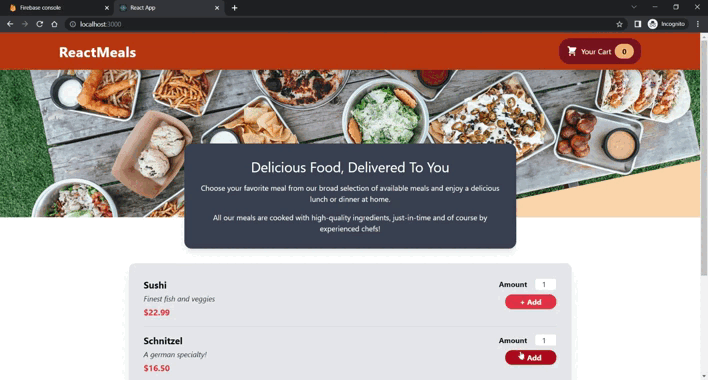 Firebase console
React App
localhost:3000
Incognito
ReactMeals
Your Cart 0
Delicious Food, Delivered To You
Choose your favorite meal from our broad selection of available meals and enjoy a delicious
lunch or dinner at home.
All our meals are cooked with high-quality ingredients, just-in-time and of course by
experienced chefs!
Sushi
Amount 1
Finest fish and veggies
+ Add
$22.99
Schnitzel
Amount 1
A german specialty!
Add
$16.50